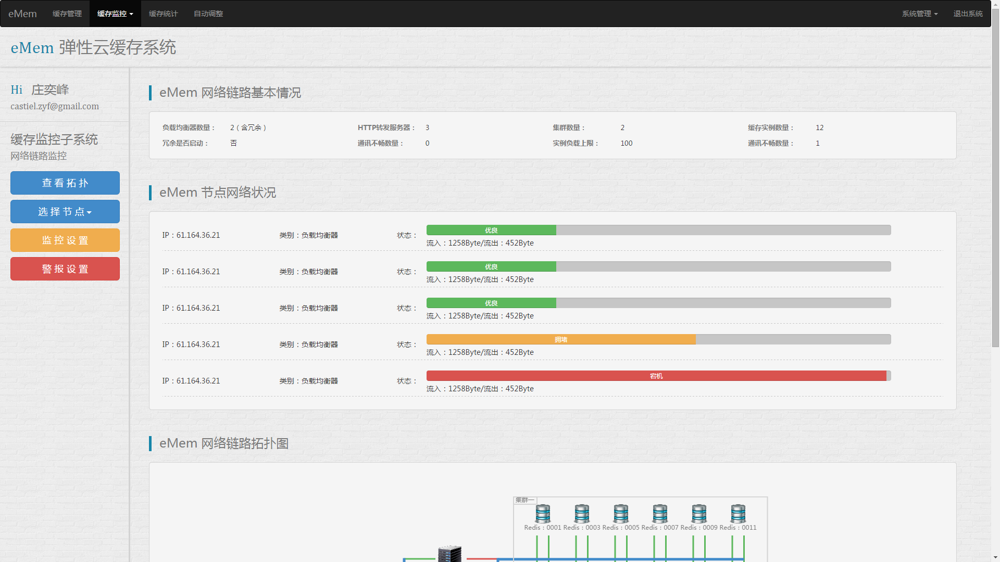 eMem 缓存管理 缓存监控 缓存统计 自动调整 系统管理 退出系统
eMem 弹性云缓存系统
Hi 庄奕峰
castiel.zyf@gmail.com
缓存监控子系统
网络链路监控
查看拓扑
选择节点
监控设置
警报设置
eMem 网络链路基本情况
负载均衡器数量： 2（含冗余） HTTP转发服务器： 3 集群数量： 2 缓存实例数量： 12
冗余是否启动： 否 通讯不畅数量： 0 实例负载上限： 100 通讯不畅数量： 1
eMem 节点网络状况
IP：61.164.36.21 类别：负载均衡器 状态： 优良
流入：1258Byte/流出：452Byte
IP：61.164.36.21 类别：负载均衡器 状态： 优良
流入：1258Byte/流出：452Byte
IP：61.164.36.21 类别：负载均衡器 状态： 优良
流入：1258Byte/流出：452Byte
IP：61.164.36.21 类别：负载均衡器 状态： 拥堵
流入：1258Byte/流出：452Byte
IP：61.164.36.21 类别：负载均衡器 状态： 宕机
流入：1258Byte/流出：452Byte
eMem 网络链路拓扑图
集群一
Redis：0001 Redis：0003 Redis：0005 Redis：0007 Redis：0009 Redis：0011